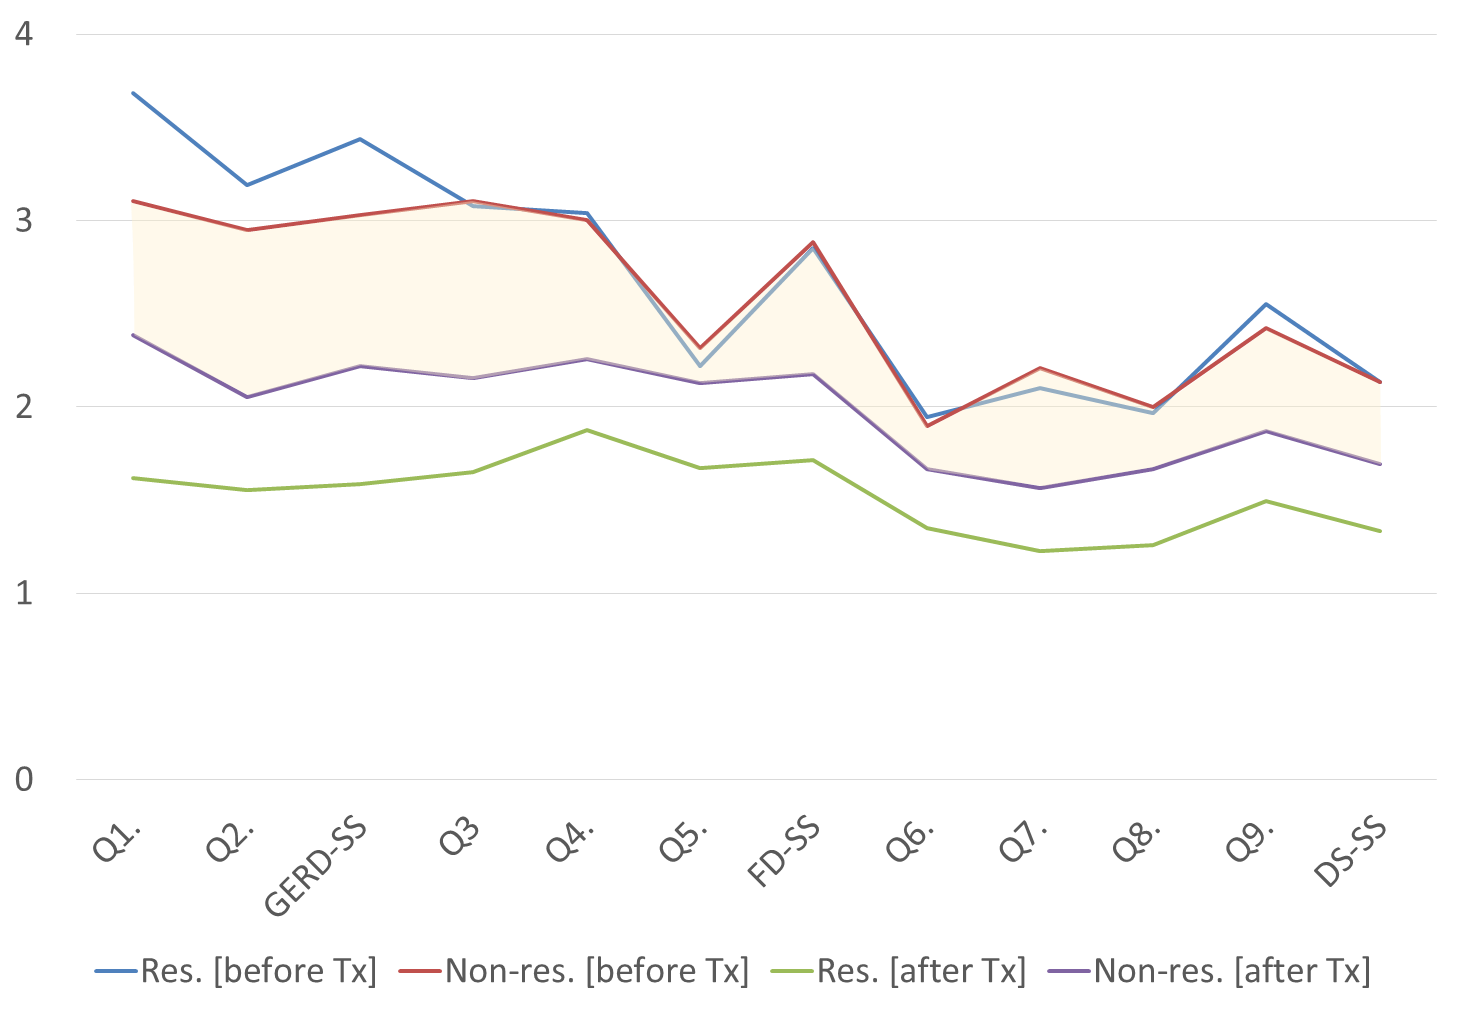 4
3
2
1
0
Q1.
Q2.
GERD-SS
Q3
Q4.
Q5.
FD-SS
Q6.
Q7.
Q8.
Q9.
DS-SS
Res. [before Tx] Non-res. [before Tx] Res. [after Tx] Non-res. [after Tx]